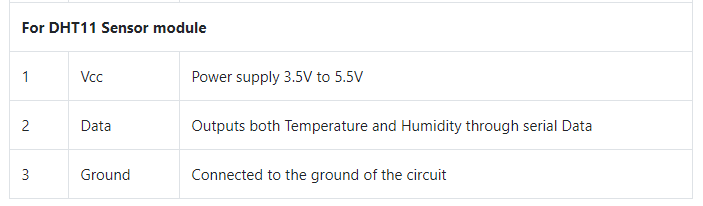 For DHT11 Sensor module
1 Vcc Power supply 3.5V to 5.5V
2 Data Outputs both Temperature and Humidity through serial Data
3 Ground Connected to the ground of the circuit